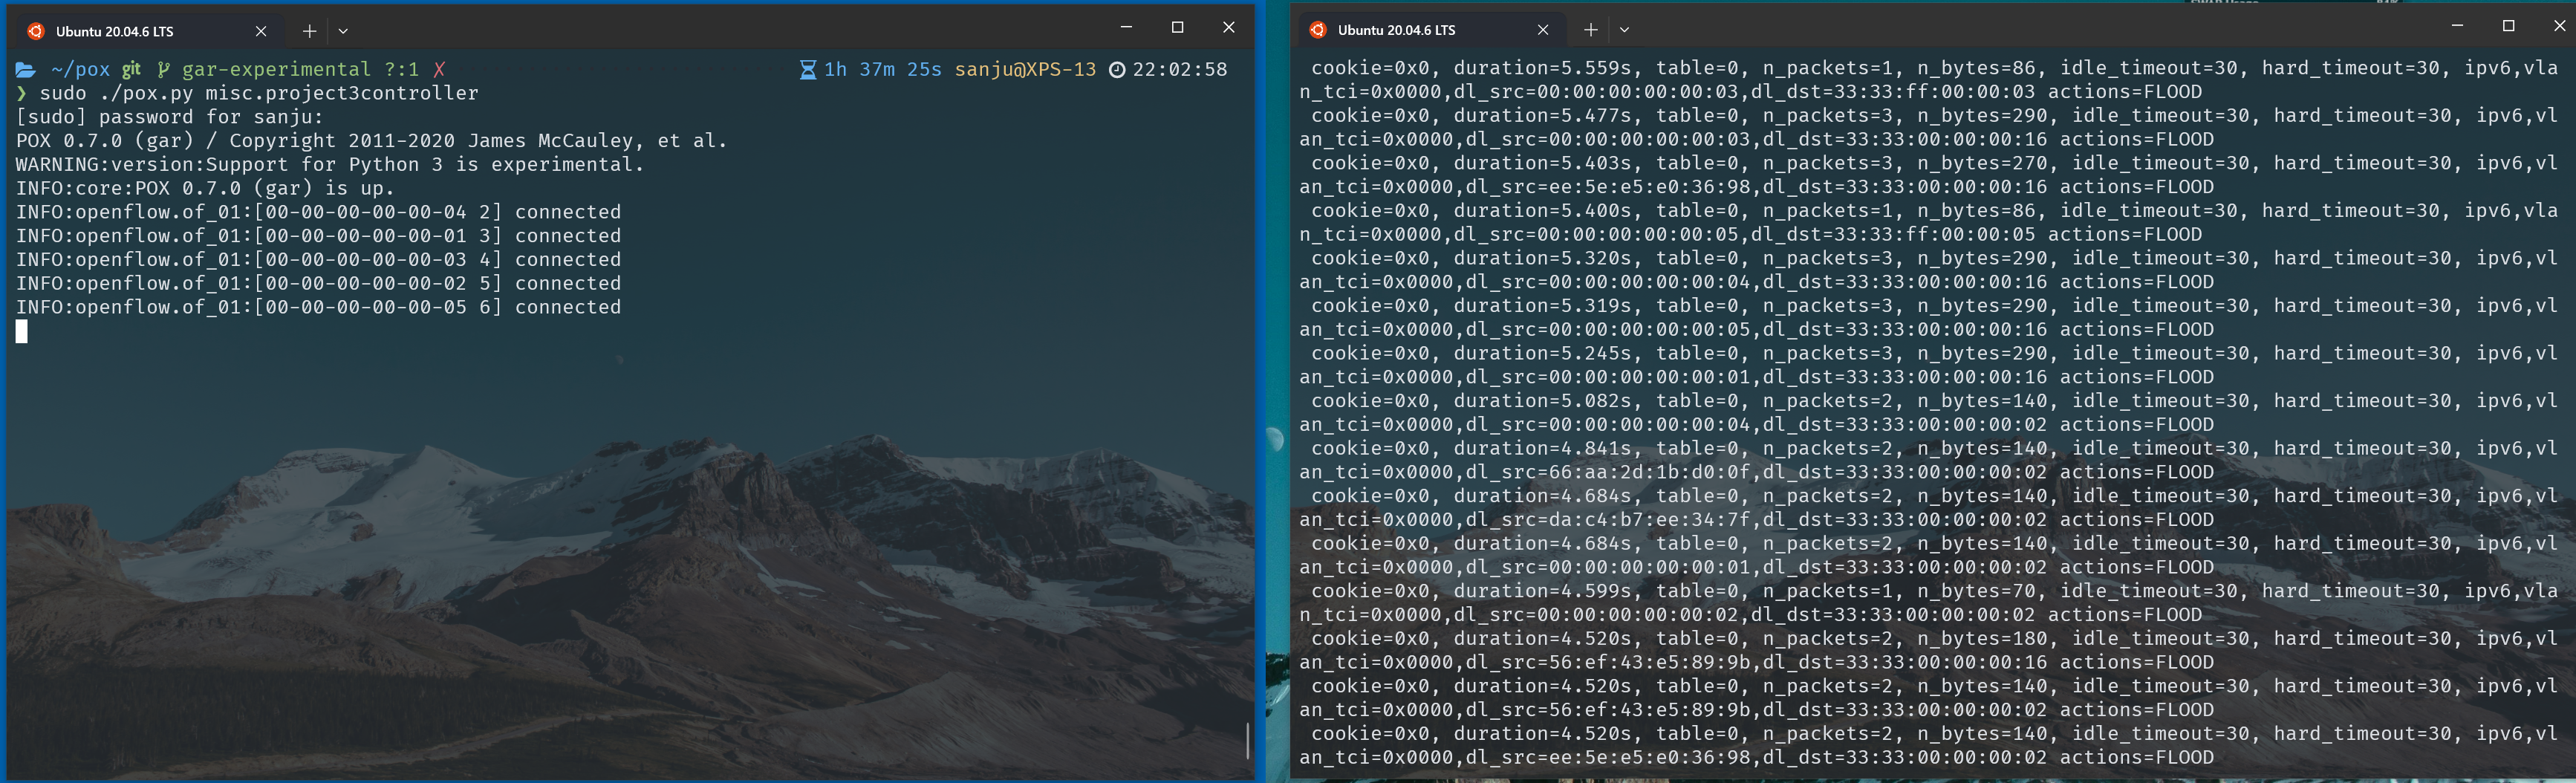 Ubuntu 20.04.6 LTS
~/pox git gar-experimental ?:1 ✗ 1h 37m 25s sanju@XPS-13 22:02:58
❯ sudo ./pox.py misc.project3controller
[sudo] password for sanju:
POX 0.7.0 (gar) / Copyright 2011-2020 James McCauley, et al.
WARNING:version:Support for Python 3 is experimental.
INFO:core:POX 0.7.0 (gar) is up.
INFO:openflow.of_01:[00-00-00-00-00-04 2] connected
INFO:openflow.of_01:[00-00-00-00-00-01 3] connected
INFO:openflow.of_01:[00-00-00-00-00-03 4] connected
INFO:openflow.of_01:[00-00-00-00-00-02 5] connected
INFO:openflow.of_01:[00-00-00-00-00-05 6] connected
Ubuntu 20.04.6 LTS
cookie=0x0, duration=5.559s, table=0, n_packets=1, n_bytes=86, idle_timeout=30, hard_timeout=30, ipv6,vla
n_tci=0x0000,dl_src=00:00:00:00:00:03,dl_dst=33:33:ff:00:00:03 actions=FLOOD
cookie=0x0, duration=5.477s, table=0, n_packets=3, n_bytes=290, idle_timeout=30, hard_timeout=30, ipv6,vl
an_tci=0x0000,dl_src=00:00:00:00:00:03,dl_dst=33:33:00:00:00:16 actions=FLOOD
cookie=0x0, duration=5.403s, table=0, n_packets=3, n_bytes=270, idle_timeout=30, hard_timeout=30, ipv6,vl
an_tci=0x0000,dl_src=ee:5e:e5:e0:36:98,dl_dst=33:33:00:00:00:16 actions=FLOOD
cookie=0x0, duration=5.400s, table=0, n_packets=1, n_bytes=86, idle_timeout=30, hard_timeout=30, ipv6,vla
n_tci=0x0000,dl_src=00:00:00:00:00:05,dl_dst=33:33:ff:00:00:05 actions=FLOOD
cookie=0x0, duration=5.320s, table=0, n_packets=3, n_bytes=290, idle_timeout=30, hard_timeout=30, ipv6,vl
an_tci=0x0000,dl_src=00:00:00:00:00:04,dl_dst=33:33:00:00:00:16 actions=FLOOD
cookie=0x0, duration=5.319s, table=0, n_packets=3, n_bytes=290, idle_timeout=30, hard_timeout=30, ipv6,vl
an_tci=0x0000,dl_src=00:00:00:00:00:05,dl_dst=33:33:00:00:00:16 actions=FLOOD
cookie=0x0, duration=5.245s, table=0, n_packets=3, n_bytes=290, idle_timeout=30, hard_timeout=30, ipv6,vl
an_tci=0x0000,dl_src=00:00:00:00:00:01,dl_dst=33:33:00:00:00:16 actions=FLOOD
cookie=0x0, duration=5.082s, table=0, n_packets=2, n_bytes=140, idle_timeout=30, hard_timeout=30, ipv6,vl
an_tci=0x0000,dl_src=00:00:00:00:00:04,dl_dst=33:33:00:00:00:02 actions=FLOOD
cookie=0x0, duration=4.841s, table=0, n_packets=2, n_bytes=140, idle_timeout=30, hard_timeout=30, ipv6,vl
an_tci=0x0000,dl_src=66:aa:2d:1b:d0:0f,dl_dst=33:33:00:00:00:02 actions=FLOOD
cookie=0x0, duration=4.684s, table=0, n_packets=2, n_bytes=140, idle_timeout=30, hard_timeout=30, ipv6,vl
an_tci=0x0000,dl_src=da:c4:b7:ee:34:7f,dl_dst=33:33:00:00:00:02 actions=FLOOD
cookie=0x0, duration=4.684s, table=0, n_packets=2, n_bytes=140, idle_timeout=30, hard_timeout=30, ipv6,vl
an_tci=0x0000,dl_src=00:00:00:00:00:01,dl_dst=33:33:00:00:00:02 actions=FLOOD
cookie=0x0, duration=4.599s, table=0, n_packets=1, n_bytes=70, idle_timeout=30, hard_timeout=30, ipv6,vla
n_tci=0x0000,dl_src=00:00:00:00:00:02,dl_dst=33:33:00:00:00:02 actions=FLOOD
cookie=0x0, duration=4.520s, table=0, n_packets=2, n_bytes=180, idle_timeout=30, hard_timeout=30, ipv6,vl
an_tci=0x0000,dl_src=56:ef:43:e5:89:9b,dl_dst=33:33:00:00:00:16 actions=FLOOD
cookie=0x0, duration=4.520s, table=0, n_packets=2, n_bytes=140, idle_timeout=30, hard_timeout=30, ipv6,vl
an_tci=0x0000,dl_src=56:ef:43:e5:89:9b,dl_dst=33:33:00:00:00:02 actions=FLOOD
cookie=0x0, duration=4.520s, table=0, n_packets=2, n_bytes=140, idle_timeout=30, hard_timeout=30, ipv6,vl
an_tci=0x0000,dl_src=ee:5e:e5:e0:36:98,dl_dst=33:33:00:00:00:02 actions=FLOOD